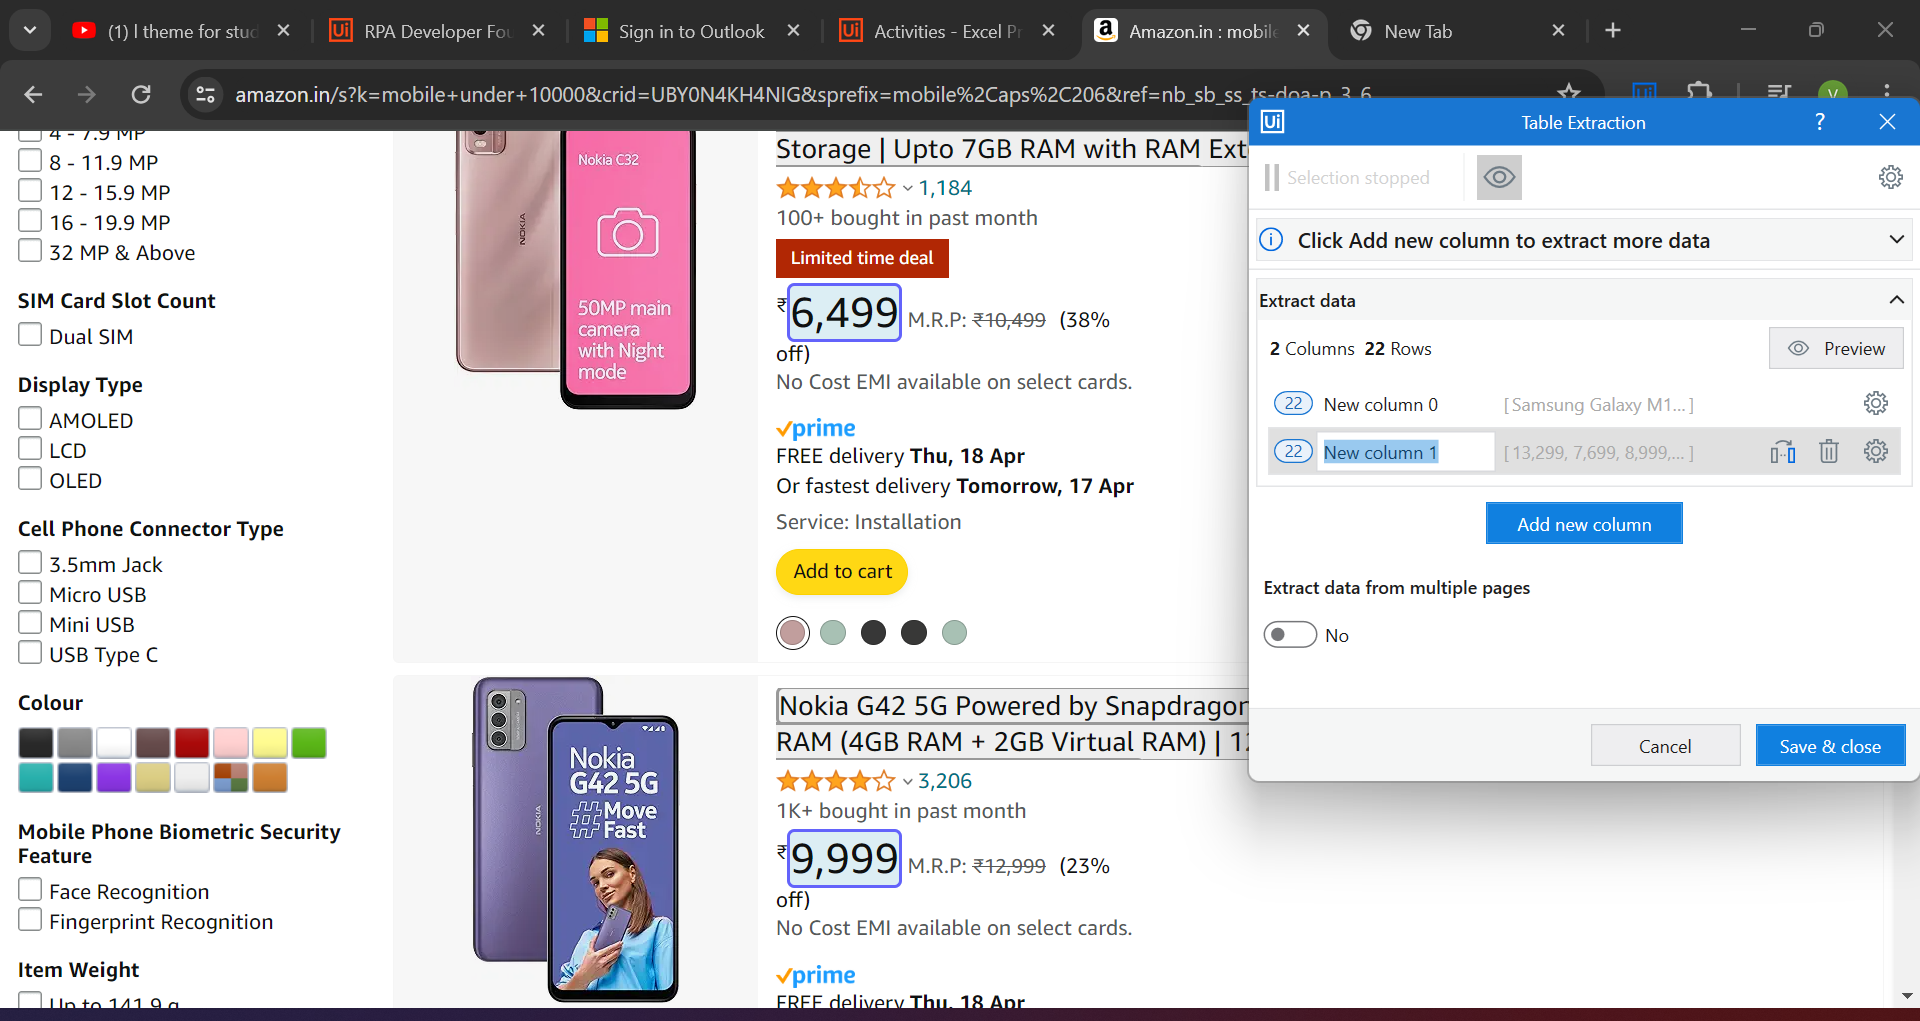 (1) l theme for stud
RPA Developer Fou
Sign in to Outlook
Activities - Excel Pr
Amazon.in : mobile
New Tab
amazon.in/s?k=mobile+under+10000&crid=UBY0N4KH4NIG&sprefix=mobile%2Caps%2C206&ref=nb_sb_ss_ts-doa-p_3_6
4 - 7.9 MP
8 - 11.9 MP
12 - 15.9 MP
16 - 19.9 MP
32 MP & Above
SIM Card Slot Count
Dual SIM
Display Type
AMOLED
LCD
OLED
Cell Phone Connector Type
3.5mm Jack
Micro USB
Mini USB
USB Type C
Colour
Mobile Phone Biometric Security
Feature
Face Recognition
Fingerprint Recognition
Item Weight
Up to 141.9 g
Nokia C32
NOKIA
50MP main
camera
with Night
mode
Storage | Upto 7GB RAM with RAM Ext
1,184
100+ bought in past month
Limited time deal
₹6,499 M.R.P: ₹10,499 (38%
off)
No Cost EMI available on select cards.
prime
FREE delivery Thu, 18 Apr
Or fastest delivery Tomorrow, 17 Apr
Service: Installation
Add to cart
Nokia
G42 5G
#Move
Fast
NOKIA
Nokia G42 5G Powered by Snapdragon
RAM (4GB RAM + 2GB Virtual RAM) | 12
3,206
1K+ bought in past month
₹9,999 M.R.P: ₹12,999 (23%
off)
No Cost EMI available on select cards.
prime
FREE delivery Thu, 18 Apr
Ui
Table Extraction
?
Selection stopped
Click Add new column to extract more data
Extract data
2 Columns 22 Rows
Preview
22 New column 0 [Samsung Galaxy M1...]
22 New column 1 [13,299, 7,699, 8,999,...]
Add new column
Extract data from multiple pages
No
Cancel
Save & close